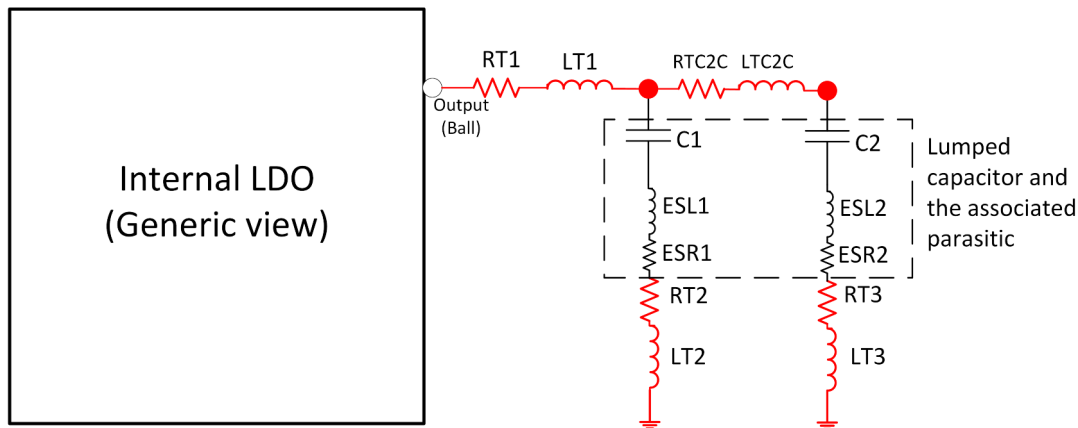 Internal LDO
(Generic view)
Output
(Ball)
RT1
LT1
RTC2C
LTC2C
C1
ESL1
ESR1
RT2
LT2
C2
ESL2
ESR2
RT3
LT3
Lumped
capacitor and
the associated
parasitic